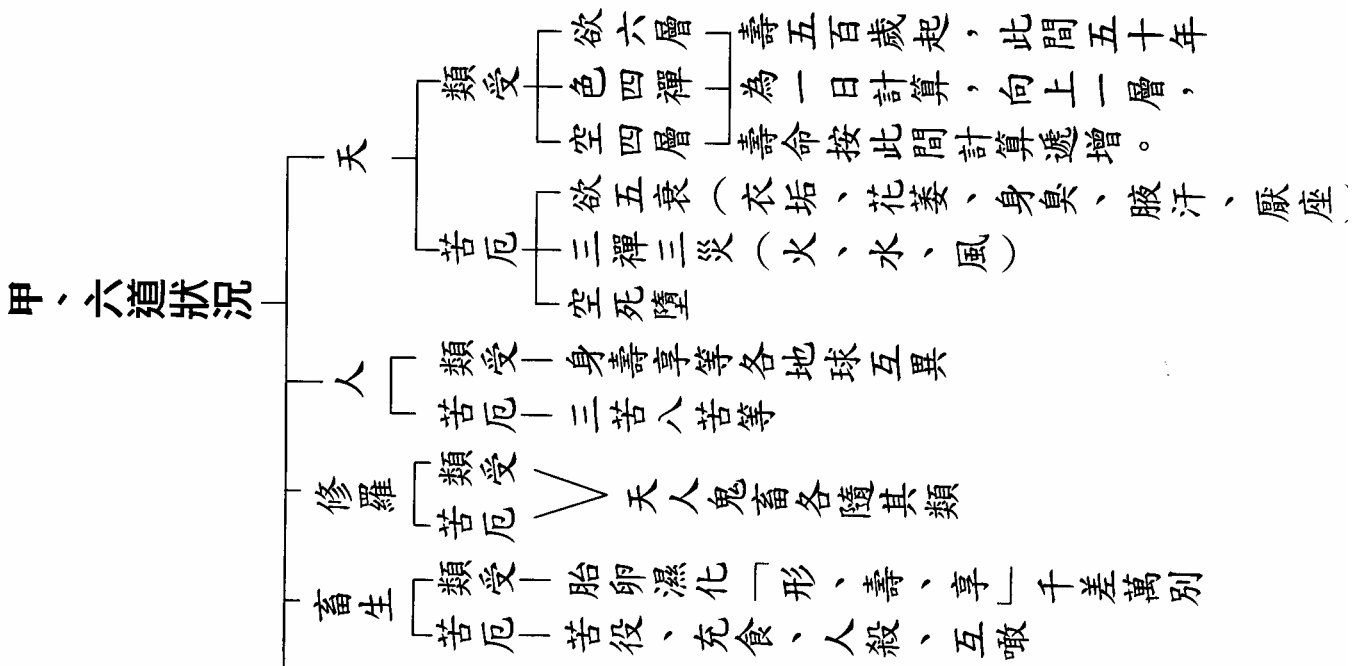 甲、六道狀況
天
類受
欲六層
色四禪
空四層
壽五百歲起，此間五十年
為一日計算，向上一層，
壽命按此間計算遞增。
苦厄
欲五衰（衣垢、花萎、身臭、腋汗、厭座）
三禪三災（火、水、風）
空死墮
人
類受
身壽享等各地球互異
苦厄
三苦八苦等
修羅
類受
苦厄
天人鬼畜各隨其類
畜生
類受
胎卵濕化「形、壽、享」千差萬別
苦厄
苦役、充食、人殺、互噉